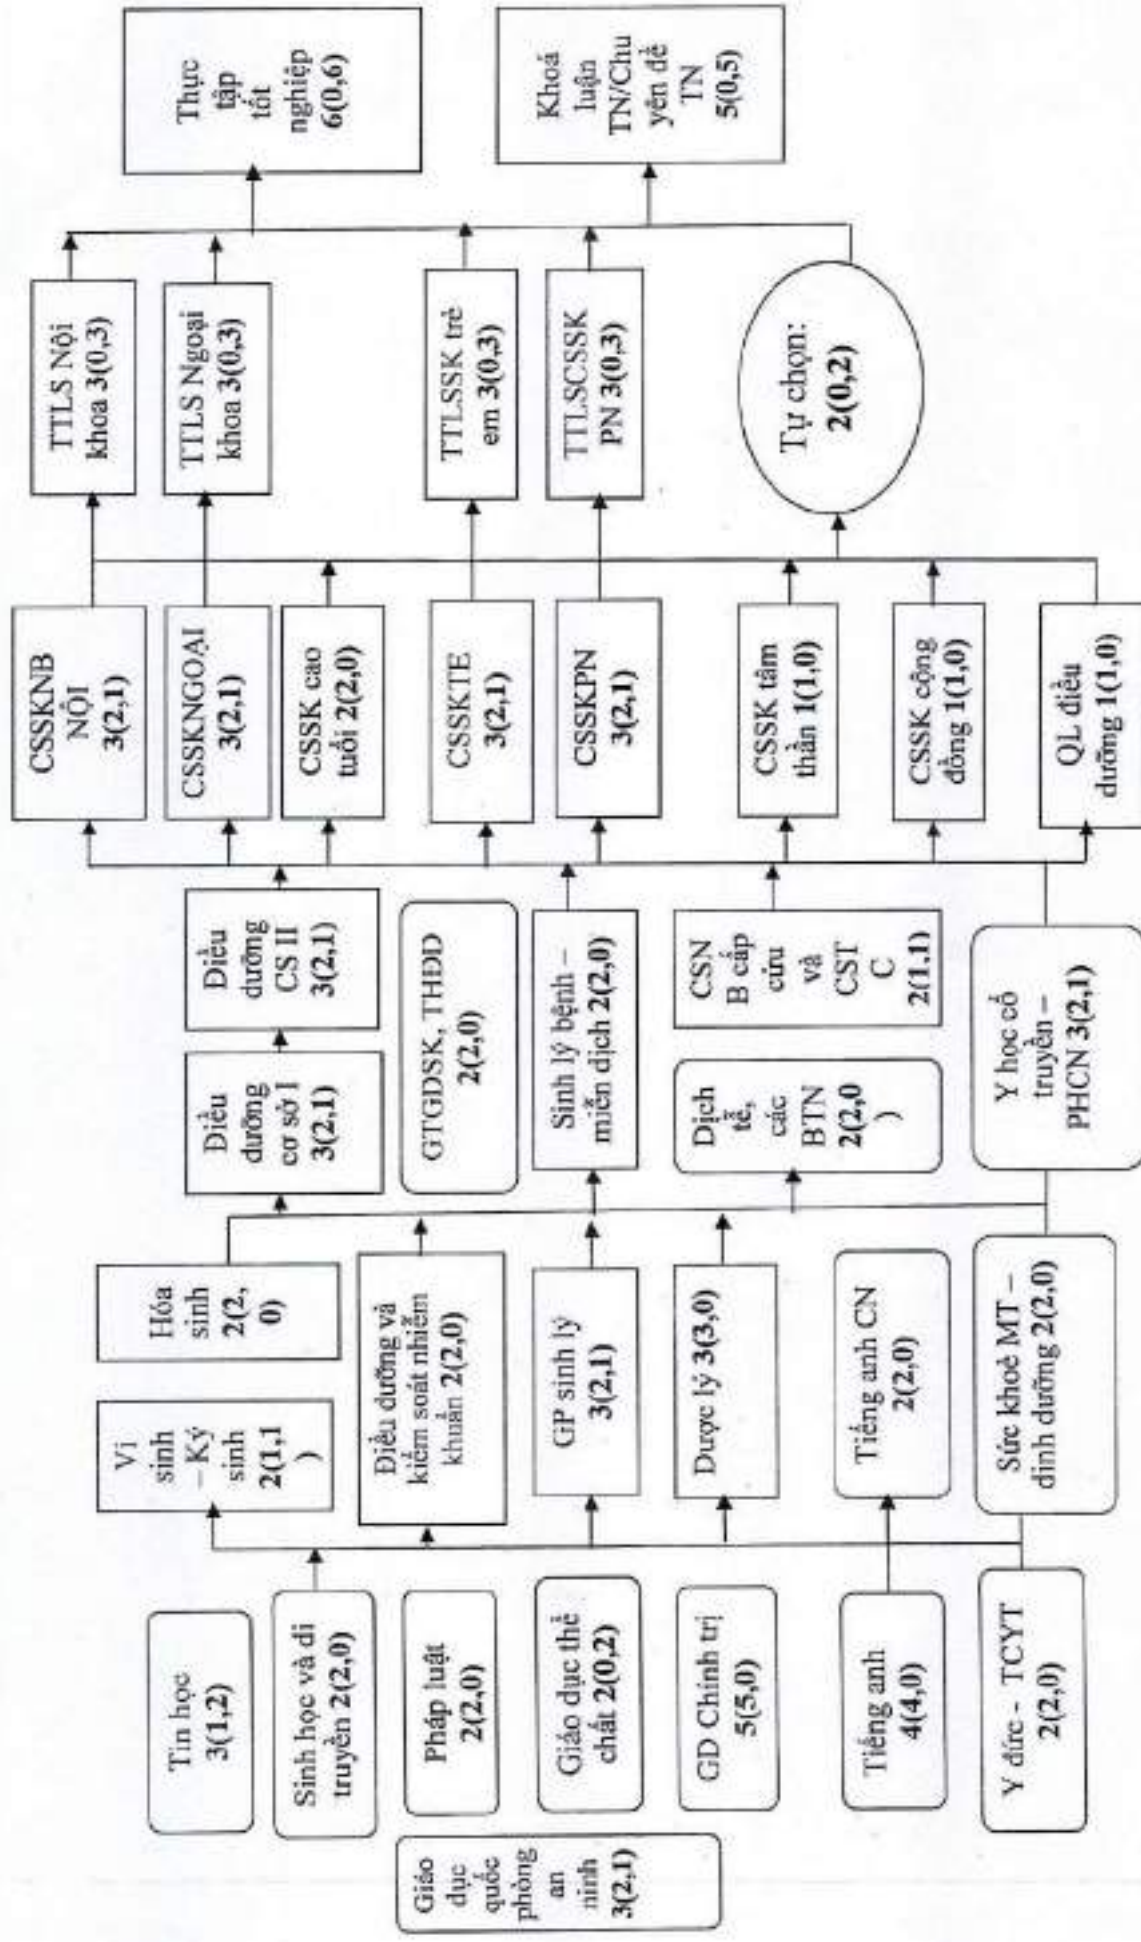 Giáo
dục
quốc
phòng
an
ninh
3(2,1)
Tin học
3(1,2)
Sinh học và di
truyền 2(2,0)
Pháp luật
2(2,0)
Giáo dục thể
chất 2(0,2)
GD Chính trị
5(5,0)
Tiếng anh
4(4,0)
Y đức - TCYT
2(2,0)
Vi
sinh
– Ký
sinh
2(1,1
)
Hóa
sinh
2(2,
0)
Điều dưỡng và
kiểm soát nhiễm
khuẩn 2(2,0)
GP sinh lý
3(2,1)
Dược lý 3(3,0)
Tiếng anh CN
2(2,0)
Sức khoẻ MT –
dinh dưỡng 2(2,0)
Điều
dưỡng
cơ sở I
3(2,1)
Điều
dưỡng
CS II
3(2,1)
GTGDSK, THĐD
2(2,0)
Sinh lý bệnh –
miễn dịch 2(2,0)
Dịch
tễ,
các
BTN
2(2,0
)
CSN
B cấp
cứu
và
CST
C
2(1,1)
Y học cổ
truyền –
PHCN 3(2,1)
CSSKNB
NỘI
3(2,1)
CSSKNGOẠI
3(2,1)
CSSK cao
tuổi 2(2,0)
CSSKTE
3(2,1)
CSSKPN
3(2,1)
CSSK tâm
thần 1(1,0)
CSSK cộng
đồng 1(1,0)
QL điều
dưỡng 1(1,0)
TTLS Nội
khoa 3(0,3)
TTLS Ngoại
khoa 3(0,3)
TTLSSK trẻ
em 3(0,3)
TTLSCSSK
PN 3(0,3)
Tự chọn:
2(0,2)
Thực
tập
tốt
nghiệp
6(0,6)
Khoá
luận
TN/Chu
yên đề
TN
5(0,5)